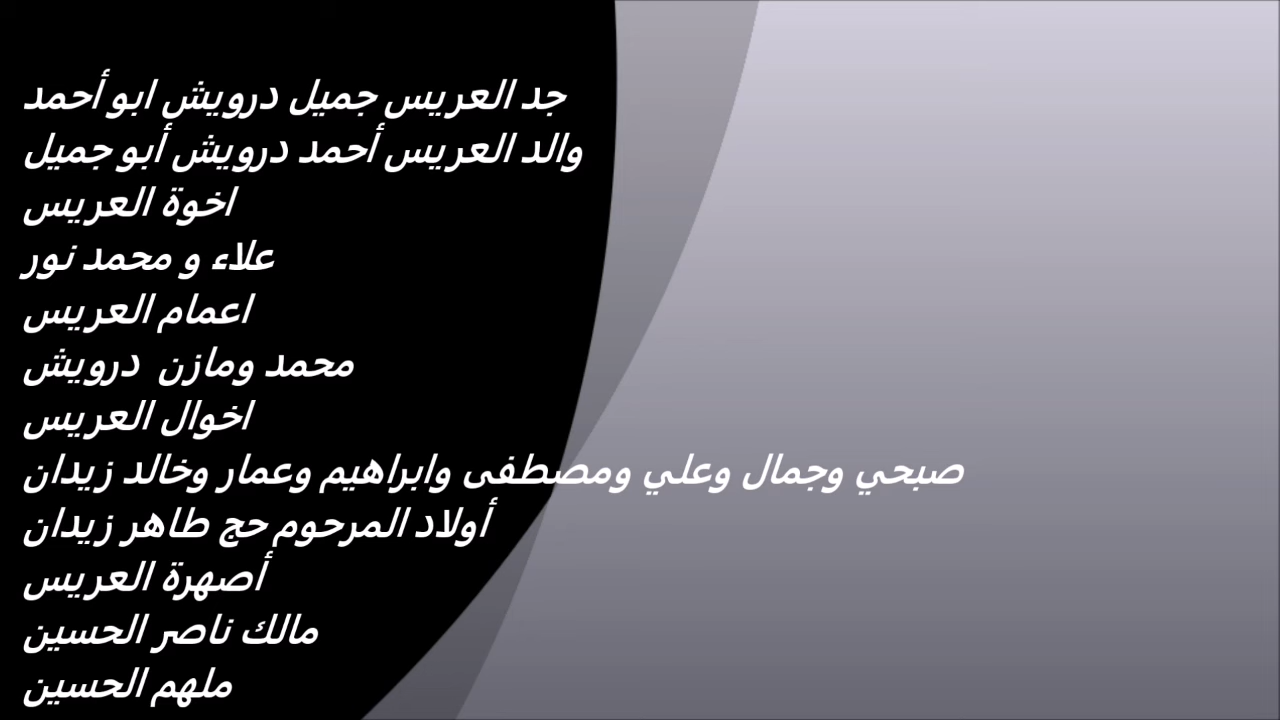 جد العريس جميل درويش ابو أحمد
والد العريس أحمد درويش أبو جميل
اخوة العريس
علاء و محمد نور
اعمام العريس
محمد ومازن درويش
اخوال العريس
صبحي وجمال وعلي ومصطفى وابراهيم وعمار وخالد زيدان
أولاد المرحوم حج طاهر زيدان
أصهرة العريس
مالك ناصر الحسين
ملهم الحسين